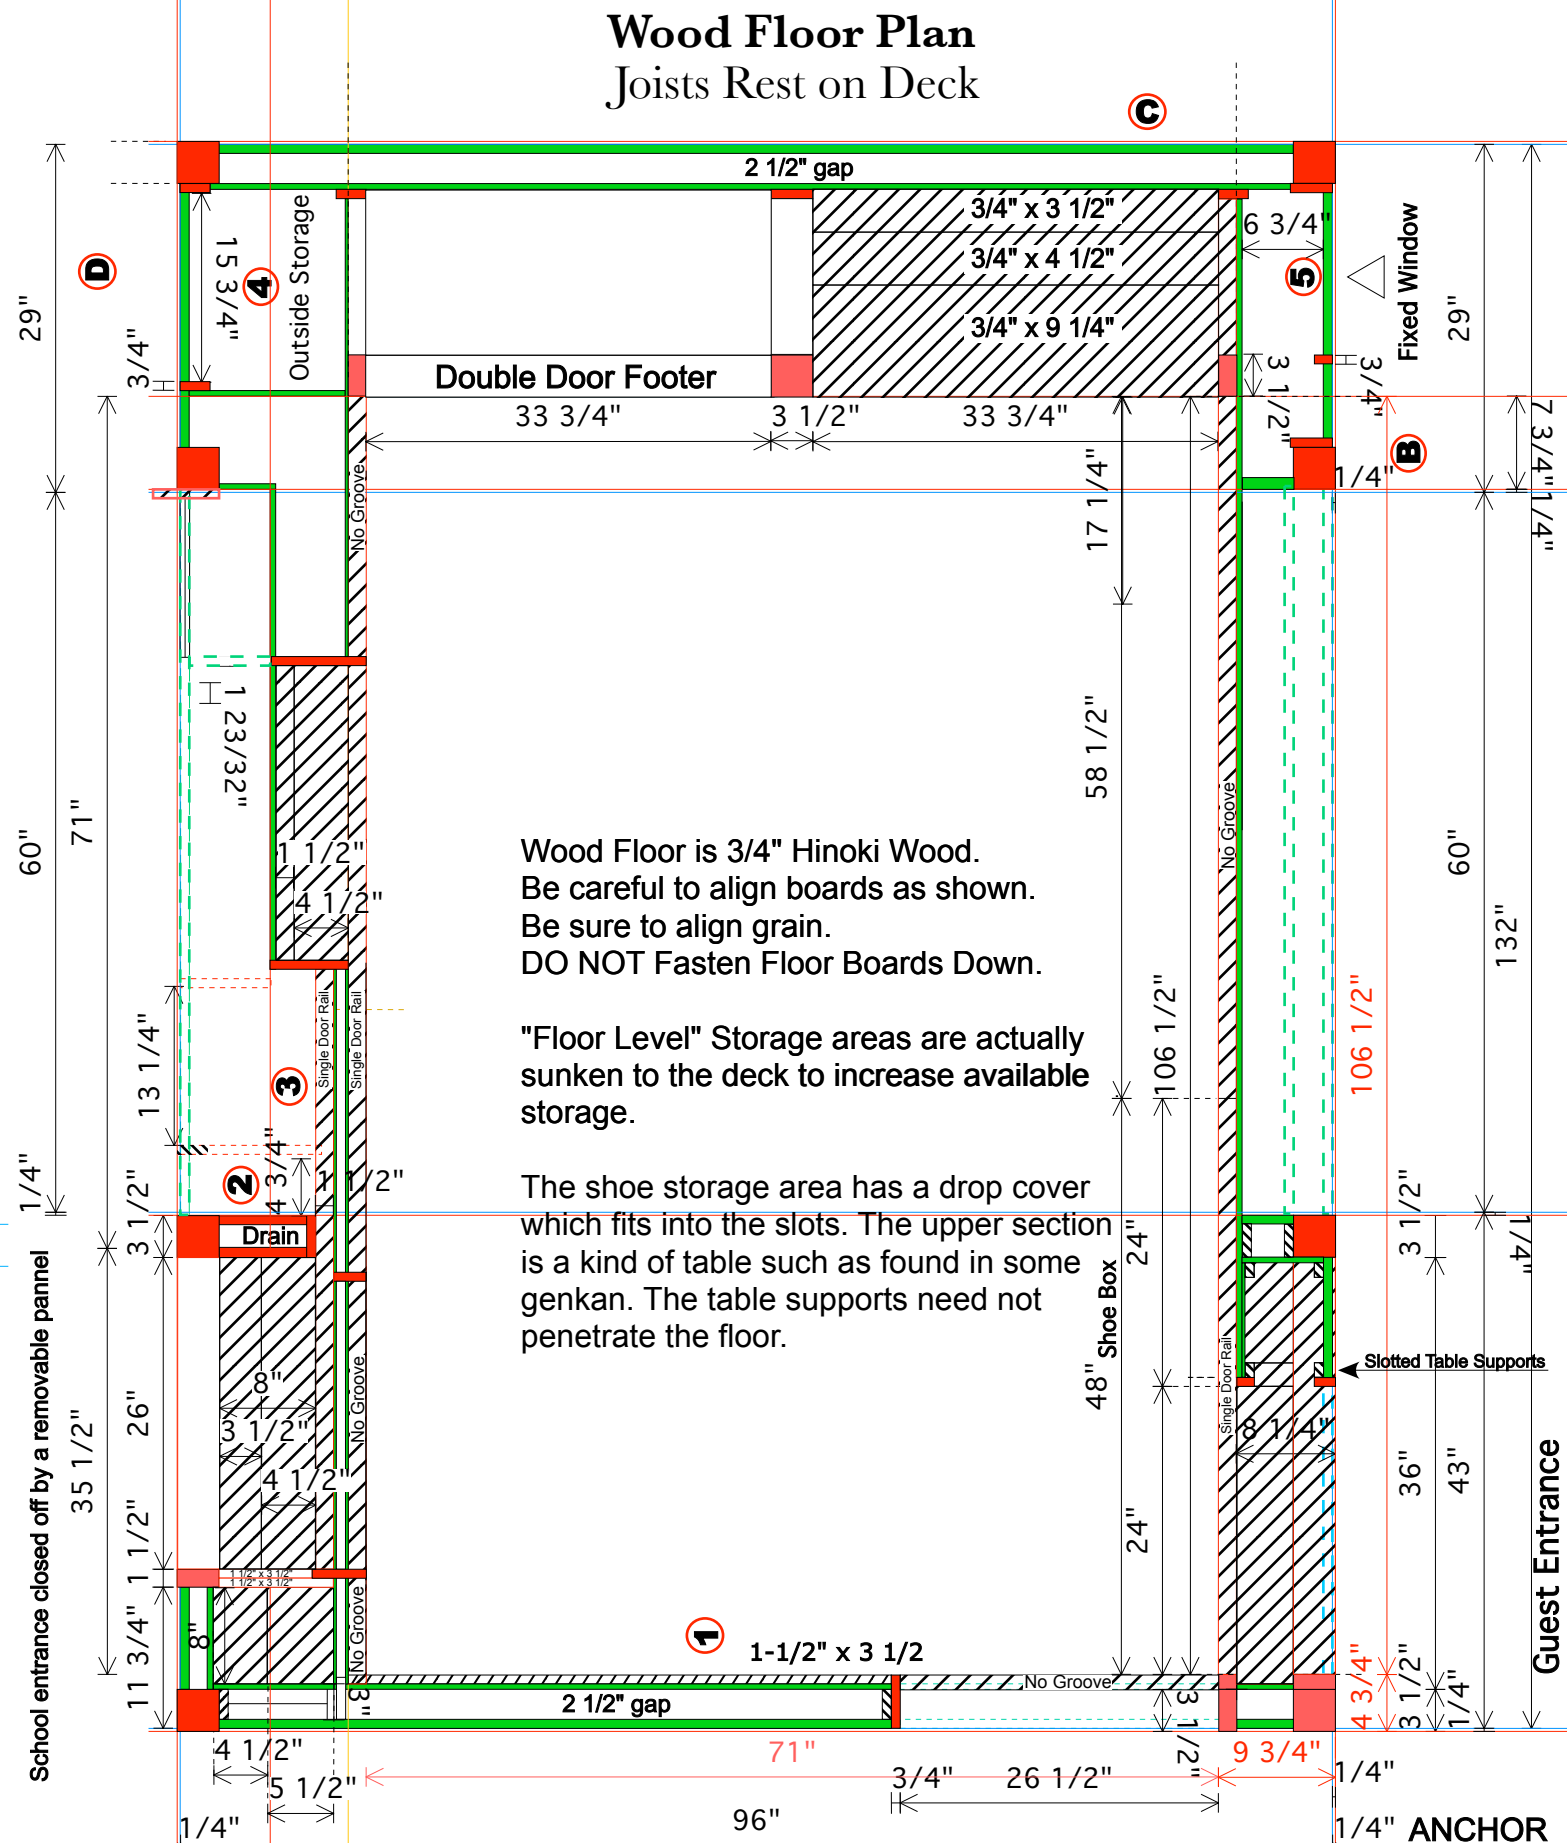 Wood Floor Plan
Joists Rest on Deck
C
2 1/2" gap
D
29"
3/4"
15 3/4"
4
Outside Storage
3/4" x 3 1/2"
3/4" x 4 1/2"
3/4" x 9 1/4"
6 3/4"
5
Fixed Window
29"
Double Door Footer
3 1/2"
3/4"
33 3/4"
3 1/2"
33 3/4"
B
7 3/4"
1/4"
1/4"
No Groove
17 1/4"
58 1/2"
1 23/32"
60"
71"
1 1/2"
4 1/2"
No Groove
60"
132"
Wood Floor is 3/4" Hinoki Wood.
Be careful to align boards as shown.
Be sure to align grain.
DO NOT Fasten Floor Boards Down.
"Floor Level" Storage areas are actually
sunken to the deck to increase available
storage.
The shoe storage area has a drop cover
which fits into the slots. The upper section
is a kind of table such as found in some
genkan. The table supports need not
penetrate the floor.
106 1/2"
106 1/2"
13 1/4"
3
Single Door Rail
Single Door Rail
4 3/4"
1 1/2"
2
1/4"
3 1/2"
Drain
3 1/2"
1/4"
24"
Shoe Box
48"
Single Door Rail
Slotted Table Supports
School entrance closed off by a removable panel
35 1/2"
26"
8"
3 1/2"
4 1/2"
No Groove
8 1/4"
36"
43"
Guest Entrance
24"
1 1/2"
1 1/2" x 3 1/2"
1 1/2" x 3 1/2"
11 3/4"
8"
No Groove
1
1-1/2" x 3 1/2
No Groove
3"
2 1/2" gap
3 1/2"
4 3/4"
3 1/2"
1/4"
4 1/2"
5 1/2"
71"
9 3/4"
3/4"
26 1/2"
1/4"
1/4"
96"
1/4"
ANCHOR